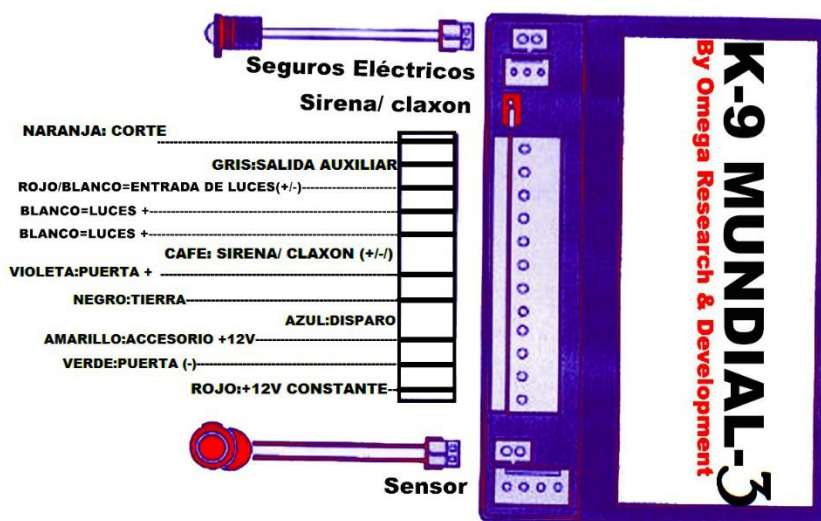 Seguros Eléctricos
Sirena/ claxon
NARANJA: CORTE
GRIS:SALIDA AUXILIAR
ROJO/BLANCO=ENTRADA DE LUCES(+/-)
BLANCO=LUCES +
BLANCO=LUCES +
CAFE: SIRENA/ CLAXON (+/-/)
VIOLETA:PUERTA +
NEGRO:TIERRA
AZUL:DISPARO
AMARILLO:ACCESORIO +12V
VERDE:PUERTA (-)
ROJO:+12V CONSTANTE
Sensor
K-9 MUNDIAL-3
By Omega Research & Development